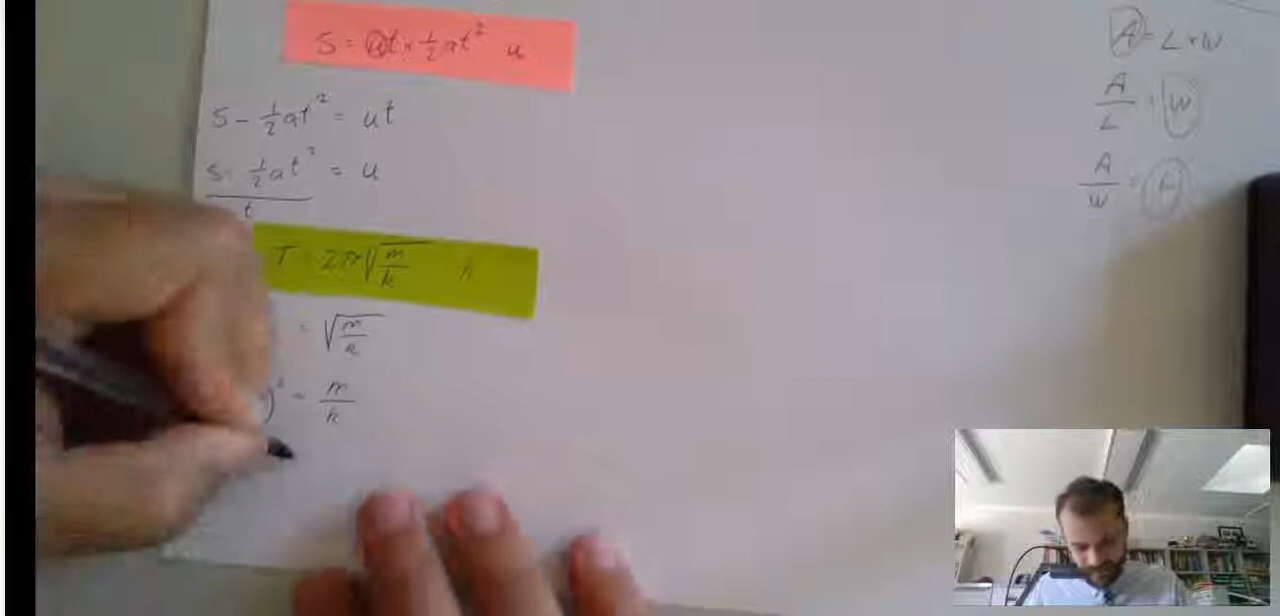 S = ut + ½at² u
S - ½at² = ut
S - ½at² = u
t
T = 2π√m/k k
= √m/k
)² = m/k
A = L × W
A/L = W
A/W = L